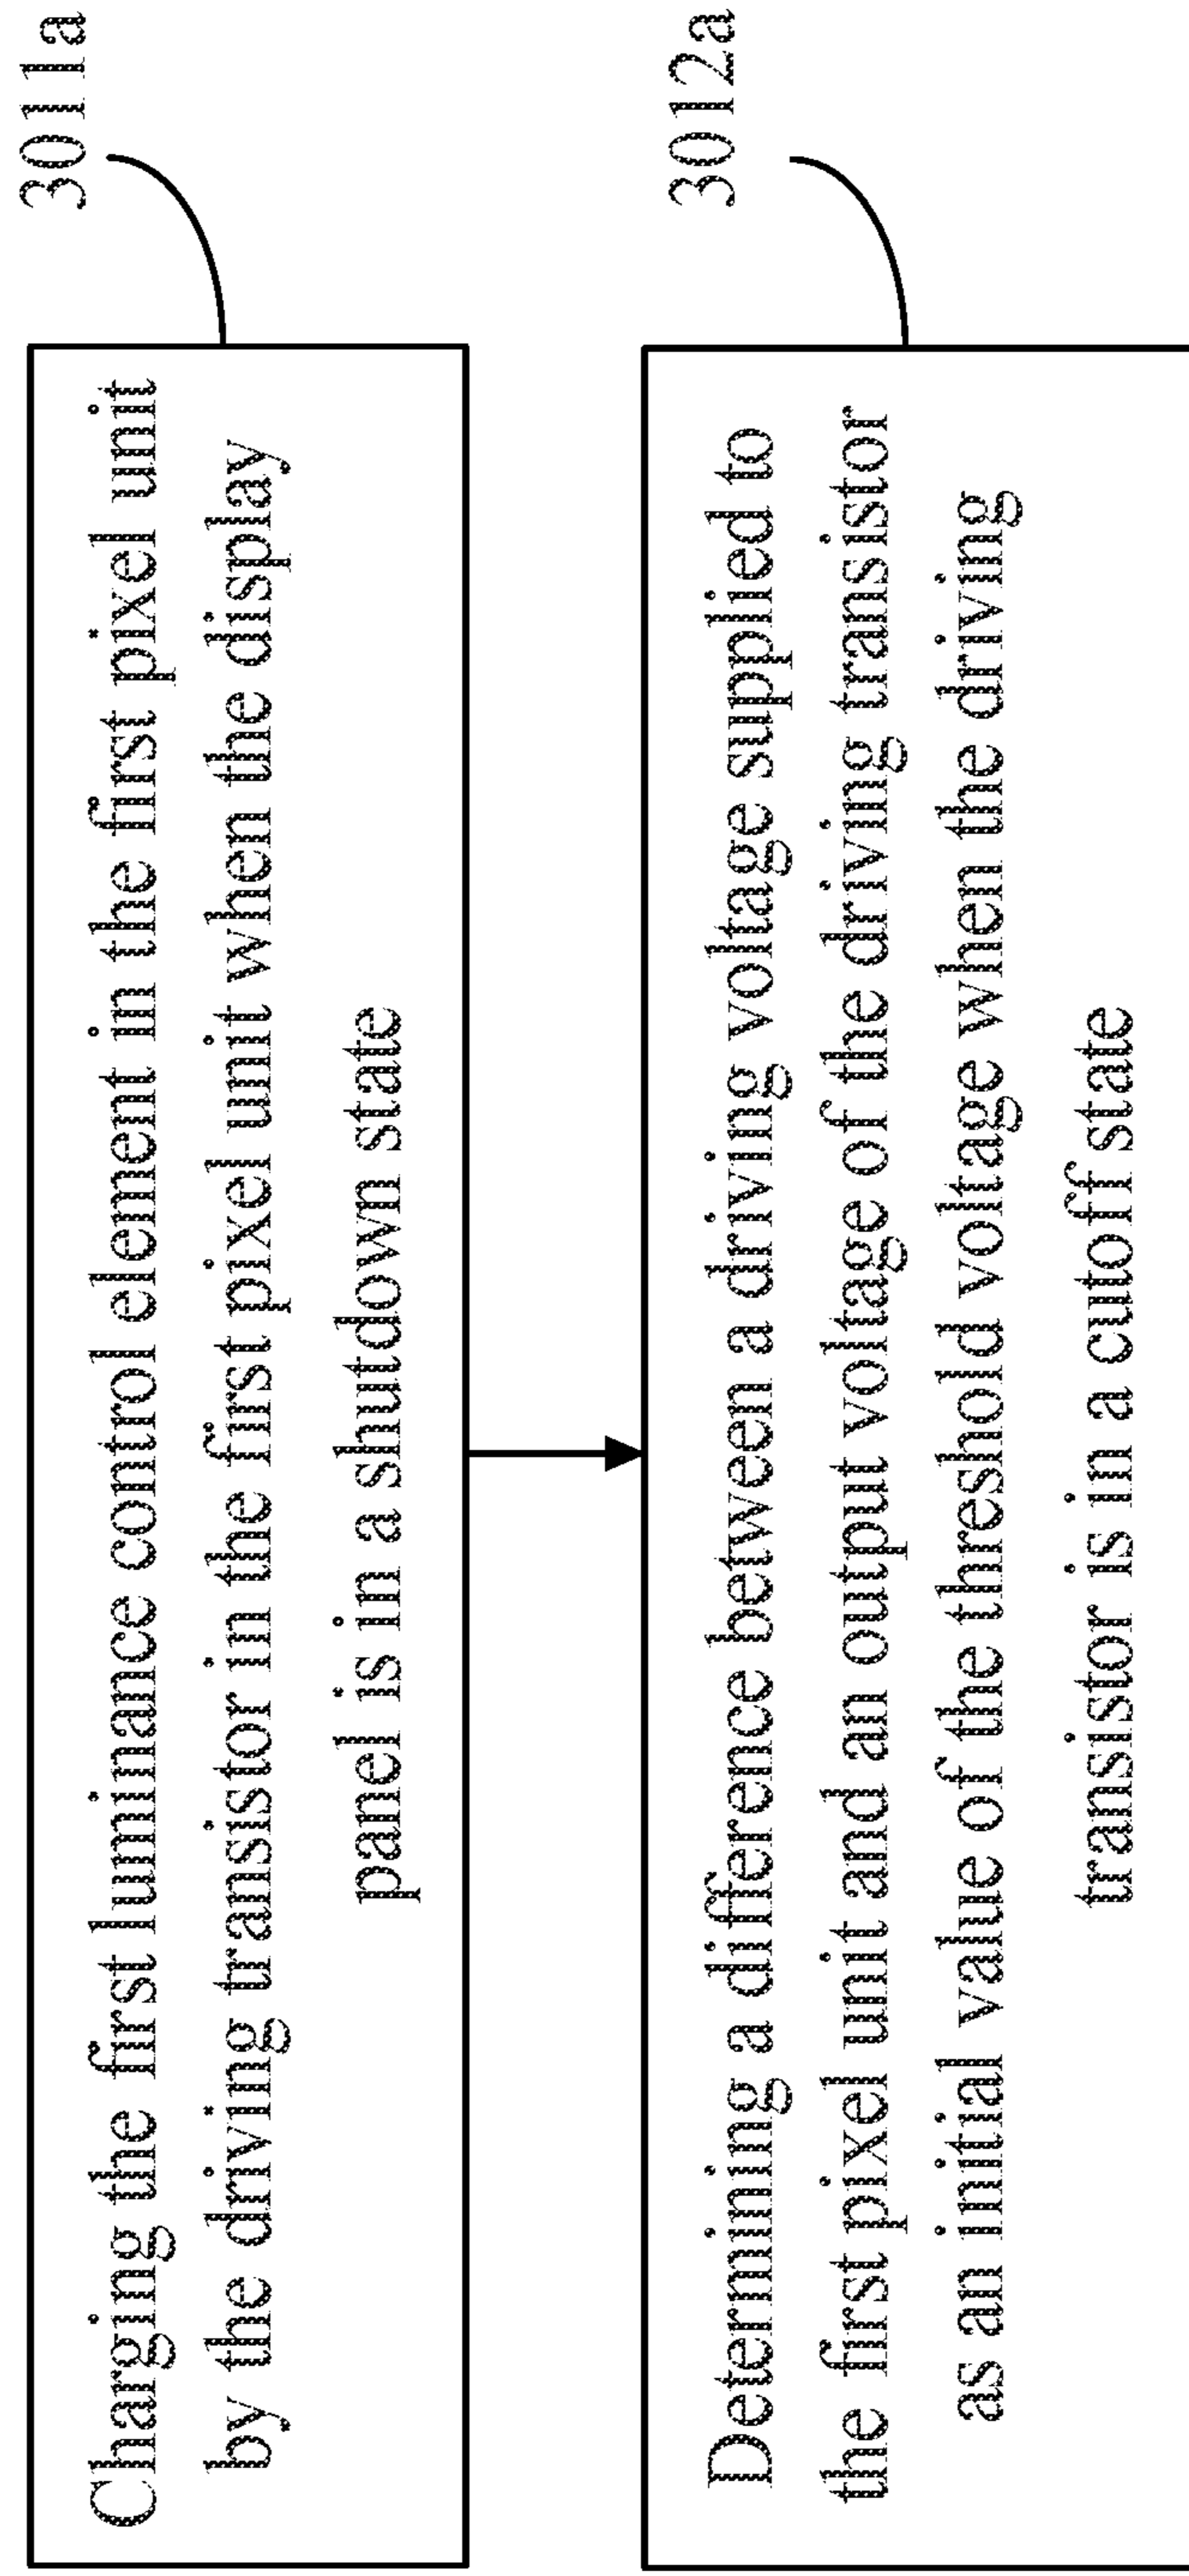 Charging the first luminance control element in the first pixel unit
by the driving transistor in the first pixel unit when the display
panel is in a shutdown state
3011a
Determining a difference between a driving voltage supplied to
the first pixel unit and an output voltage of the driving transistor
as an initial value of the threshold voltage when the driving
transistor is in a cutoff state
3012a